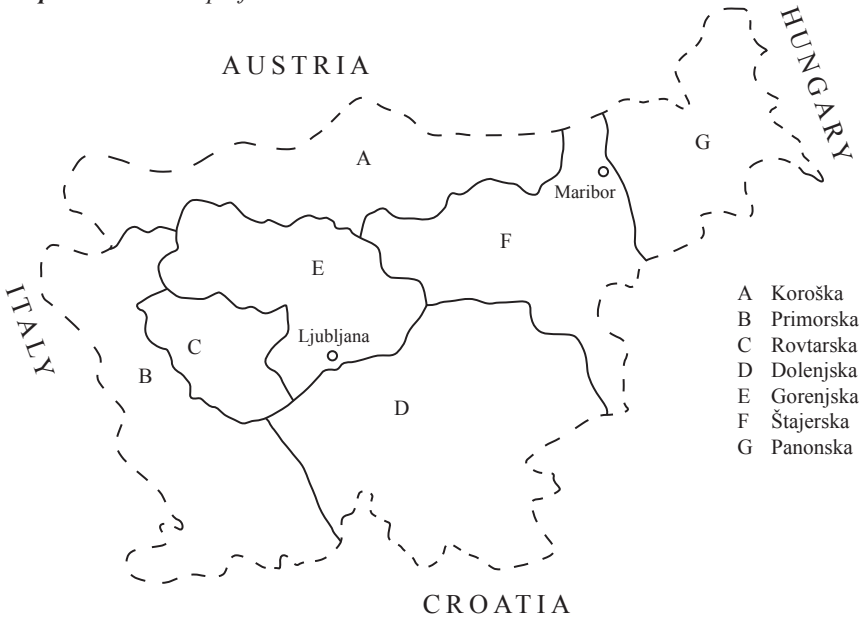 AUSTRIA
HUNGARY
A
G
Maribor
F
E
ITALY
Ljubljana
C
B
D
A Koroška
B Primorska
C Rovtarska
D Dolenjska
E Gorenjska
F Štajerska
G Panonska
CROATIA